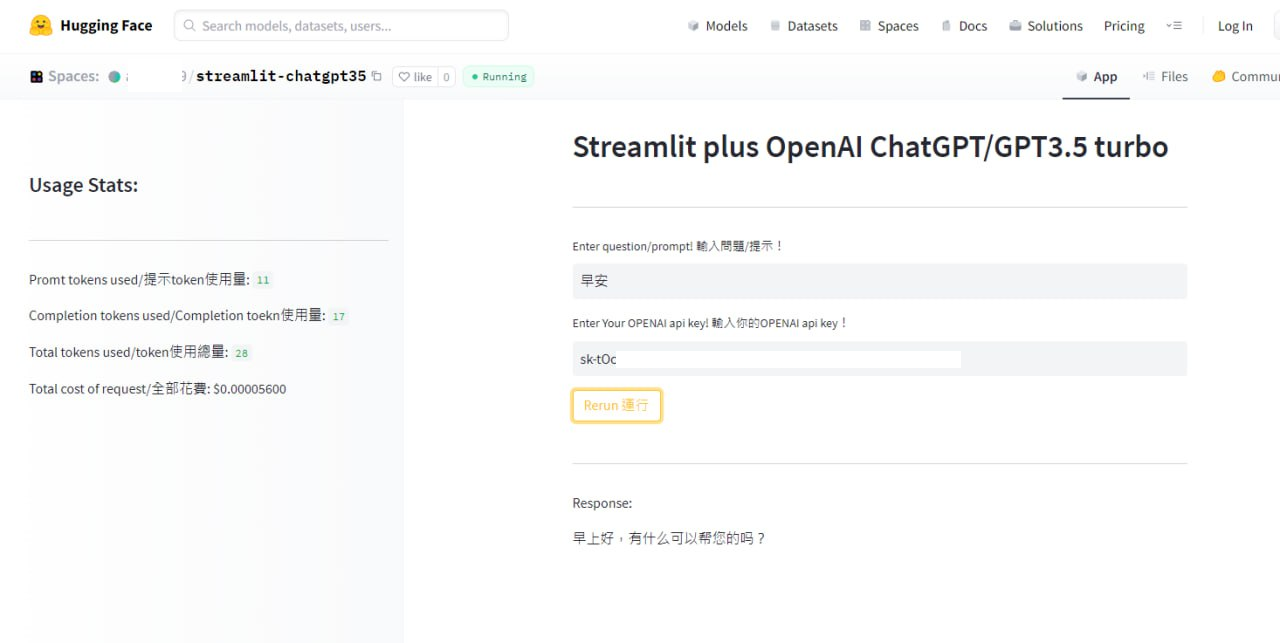 Hugging Face
Search models, datasets, users...
Models
Datasets
Spaces
Docs
Solutions
Pricing
Log In
Spaces:
9/streamlit-chatgpt35
like 0
Running
App
Files
Commun
Usage Stats:
Promt tokens used/提示token使用量: 11
Completion tokens used/Completion toekn使用量: 17
Total tokens used/token使用總量: 28
Total cost of request/全部花費: $0.00005600
Streamlit plus OpenAI ChatGPT/GPT3.5 turbo
Enter question/prompt! 輸入問題/提示！
早安
Enter Your OPENAI api key! 輸入你的OPENAI api key！
sk-tOc
Rerun 運行
Response:
早上好，有什么可以帮您的吗？